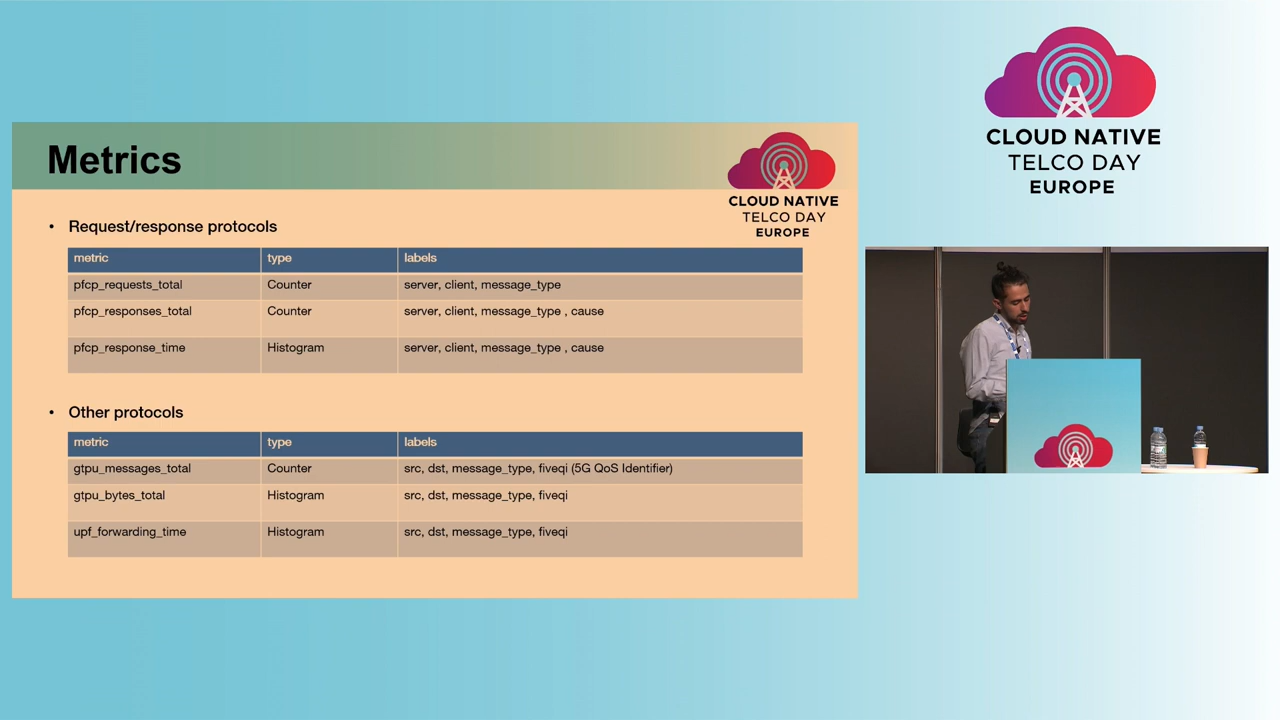 Metrics
CLOUD NATIVE
TELCO DAY
EUROPE
• Request/response protocols
metric type labels
pfcp_requests_total Counter server, client, message_type
pfcp_responses_total Counter server, client, message_type , cause
pfcp_response_time Histogram server, client, message_type , cause
• Other protocols
metric type labels
gtpu_messages_total Counter src, dst, message_type, fiveqi (5G QoS Identifier)
gtpu_bytes_total Histogram src, dst, message_type, fiveqi
upf_forwarding_time Histogram src, dst, message_type, fiveqi
CLOUD NATIVE
TELCO DAY
EUROPE